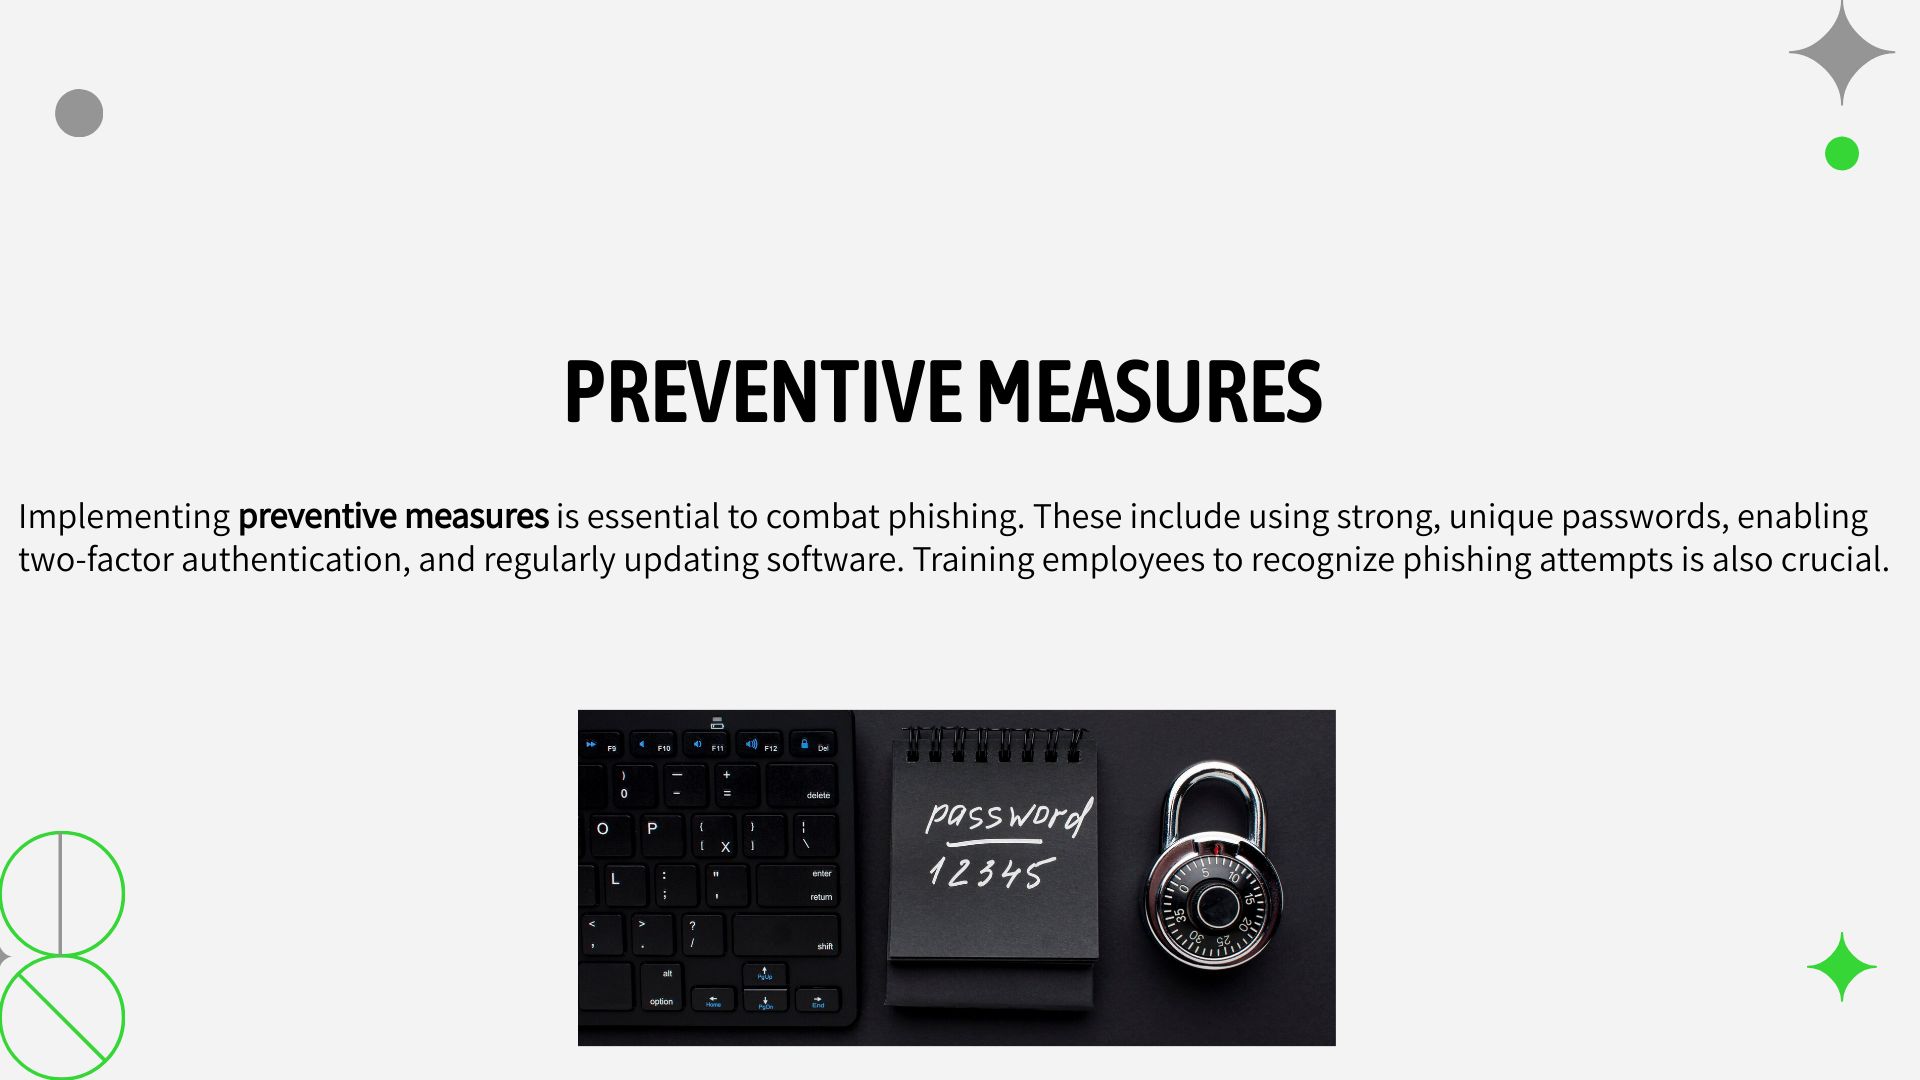 PREVENTIVE MEASURES
Implementing preventive measures is essential to combat phishing. These include using strong, unique passwords, enabling
two-factor authentication, and regularly updating software. Training employees to recognize phishing attempts is also crucial.
F9 F10 F11 F12 Del
) — +
0 - = delete
O P { } ¦
[ X ] \
L : " enter
; ' return
< > ?
, . / shift
alt PgUp
option Home PgDn End
password
12345
0 5 10 15 20 25 30 35